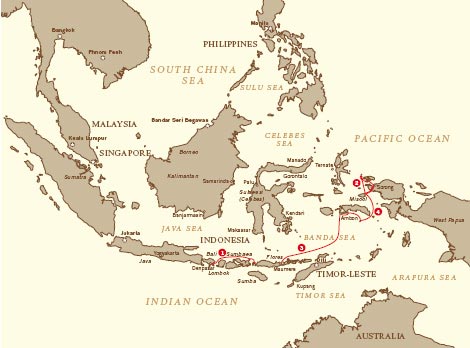 Bangkok
Manila
Phnom Penh
PHILIPPINES
SOUTH CHINA
SEA
SULU SEA
MALAYSIA
Bandar Seri Begawan
CELEBES
SEA
PACIFIC OCEAN
Kuala Lumpur
SINGAPORE
Borneo
Manado
Ternate
Gorontalo
Sumatra
Kalimantan
Samarinda
Palu
Sulawesi
(Celebes)
2
Sorong
Misool
4
Banjarmasin
Kendari
Ambon
West Papua
JAVA SEA
Makassar
Jakarta
INDONESIA
BANDA SEA
3
Java
Yogyakarta
Bali
1
Sumbawa
Flores
Denpasar
Lombok
Maumere
Dili
TIMOR-LESTE
ARAPURA SEA
Sumba
Kupang
INDIAN OCEAN
TIMOR SEA
AUSTRALIA